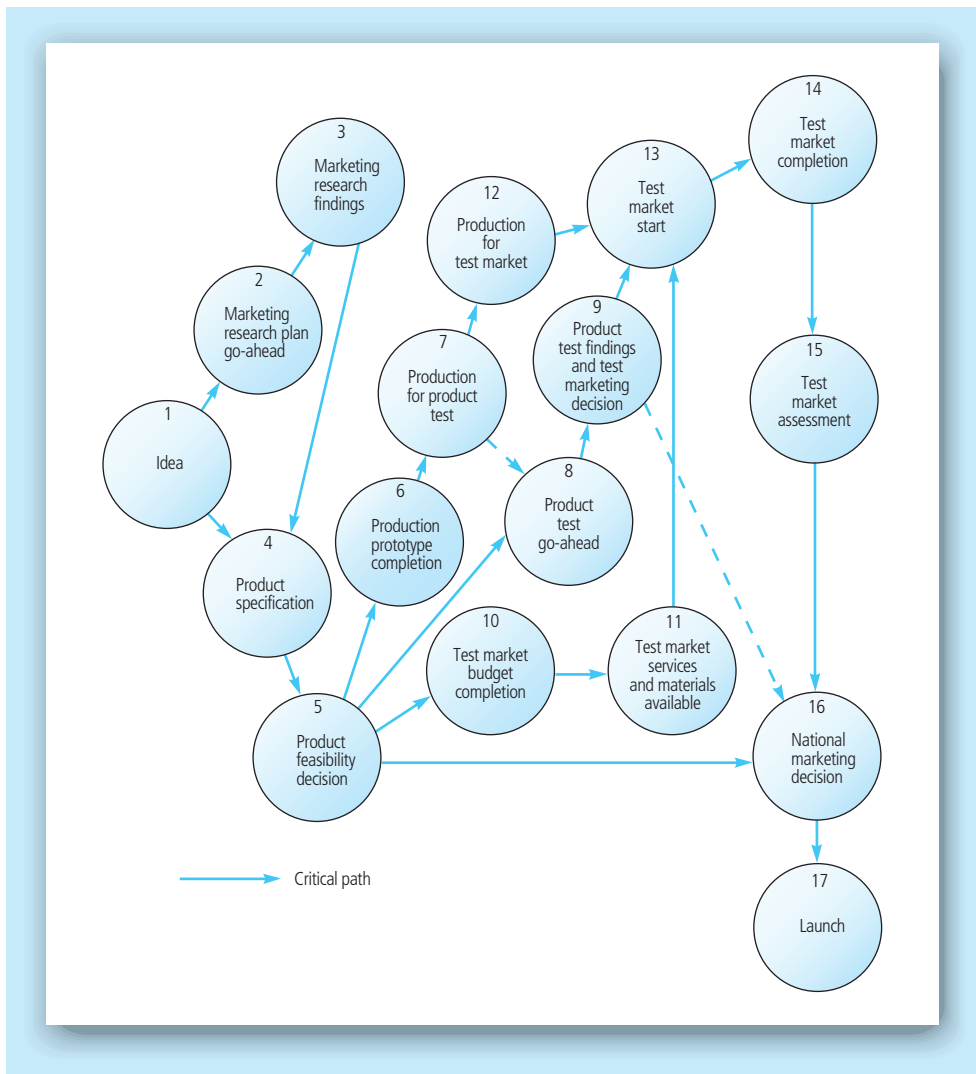 1
Idea
2
Marketing
research plan
go-ahead
3
Marketing
research
findings
4
Product
specification
5
Product
feasibility
decision
6
Production
prototype
completion
7
Production
for product
test
8
Product
test
go-ahead
9
Product
test findings
and test
marketing
decision
10
Test market
budget
completion
11
Test market
services
and materials
available
12
Production
for
test market
13
Test
market
start
14
Test
market
completion
15
Test
market
assessment
16
National
marketing
decision
17
Launch
Critical path